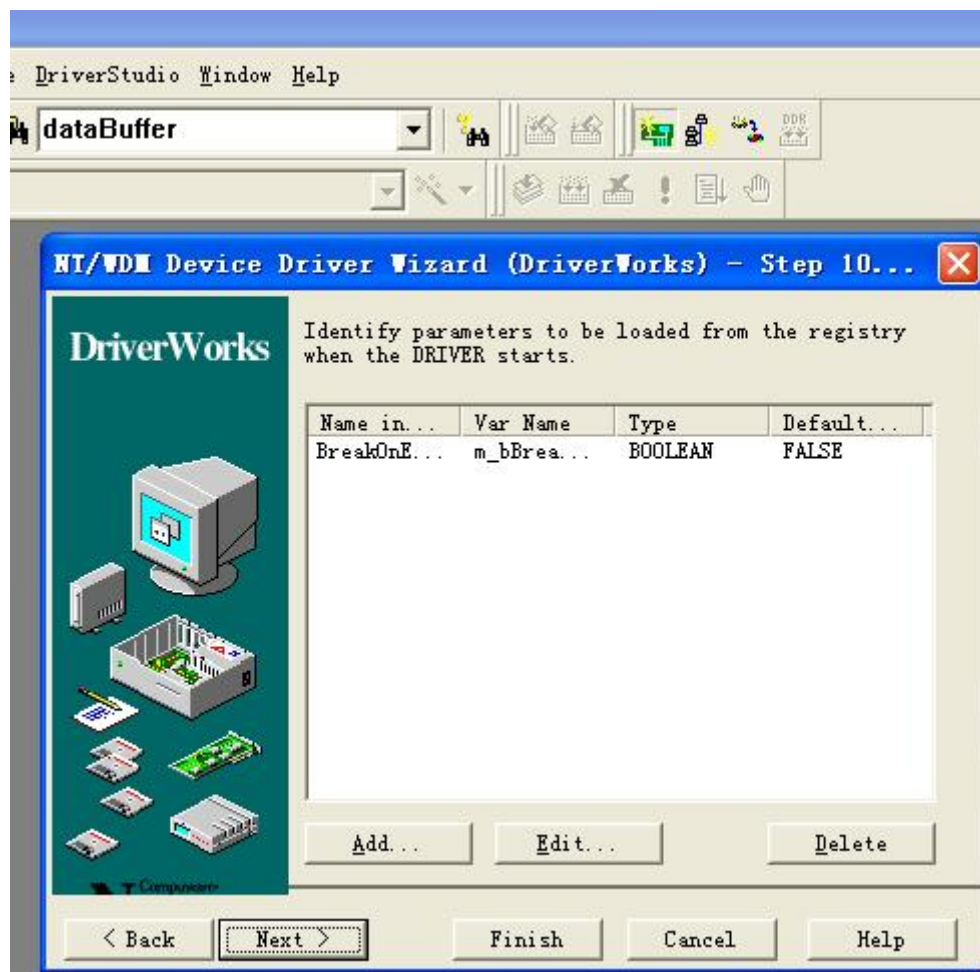 DriverStudio Window Help
dataBuffer
DDR
NT/WDM Device Driver Wizard (DriverWorks) - Step 10...
DriverWorks
Identify parameters to be loaded from the registry
when the DRIVER starts.
Name in... Var Name Type Default...
BreakOnE... m_bBrea... BOOLEAN FALSE
Add... Edit... Delete
Compuware
< Back Next > Finish Cancel Help